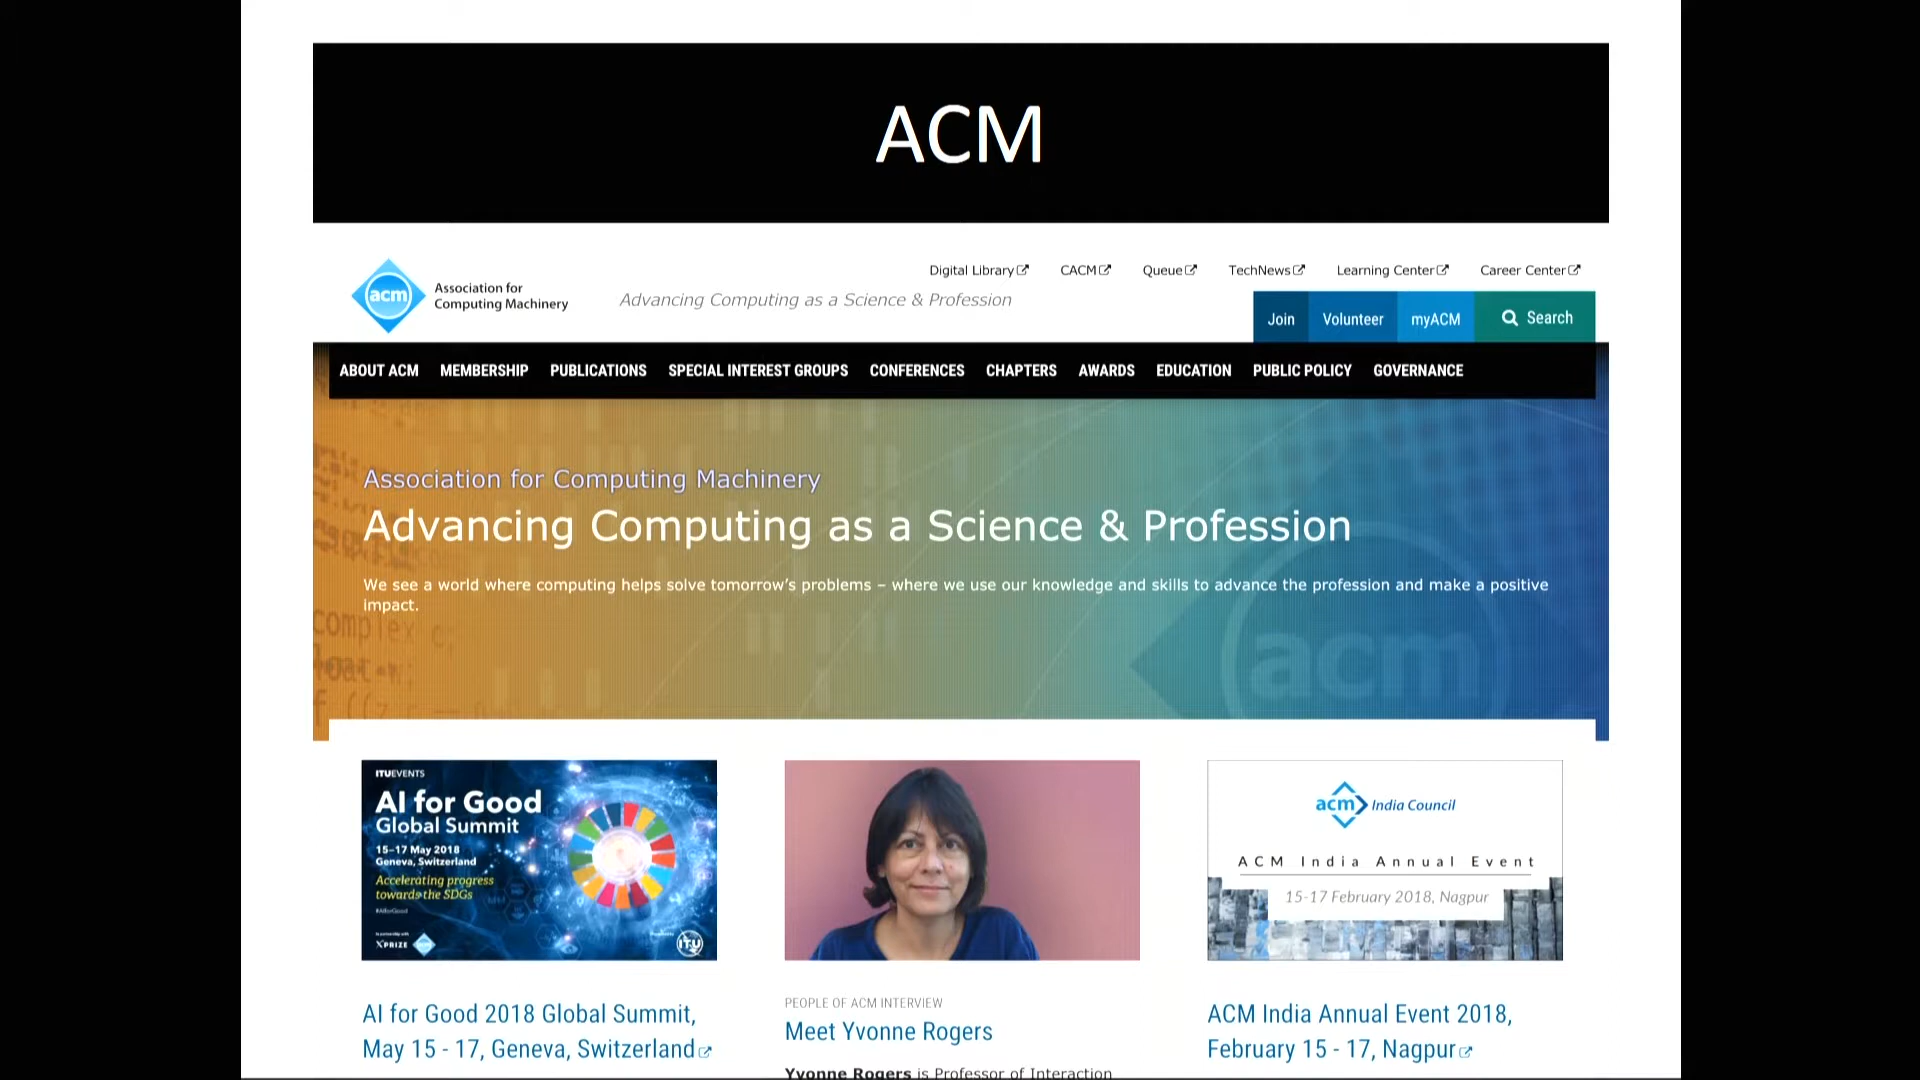 ACM
Digital Library
CACM
Queue
TechNews
Learning Center
Career Center
acm
Association for
Computing Machinery
Advancing Computing as a Science & Profession
Join
Volunteer
myACM
Search
ABOUT ACM
MEMBERSHIP
PUBLICATIONS
SPECIAL INTEREST GROUPS
CONFERENCES
CHAPTERS
AWARDS
EDUCATION
PUBLIC POLICY
GOVERNANCE
Association for Computing Machinery
Advancing Computing as a Science & Profession
We see a world where computing helps solve tomorrow’s problems – where we use our knowledge and skills to advance the profession and make a positive
impact.
complex c;
acm
ITUEVENTS
AI for Good
Global Summit
15–17 May 2018
Geneva, Switzerland
Accelerating progress
towards the SDGs
#AIforGood
XPRIZE
ITU
AI for Good 2018 Global Summit,
May 15 - 17, Geneva, Switzerland
PEOPLE OF ACM INTERVIEW
Meet Yvonne Rogers
Yvonne Rogers is Professor of Interaction
acm India Council
ACM India Annual Event
15-17 February 2018, Nagpur
ACM India Annual Event 2018,
February 15 - 17, Nagpur